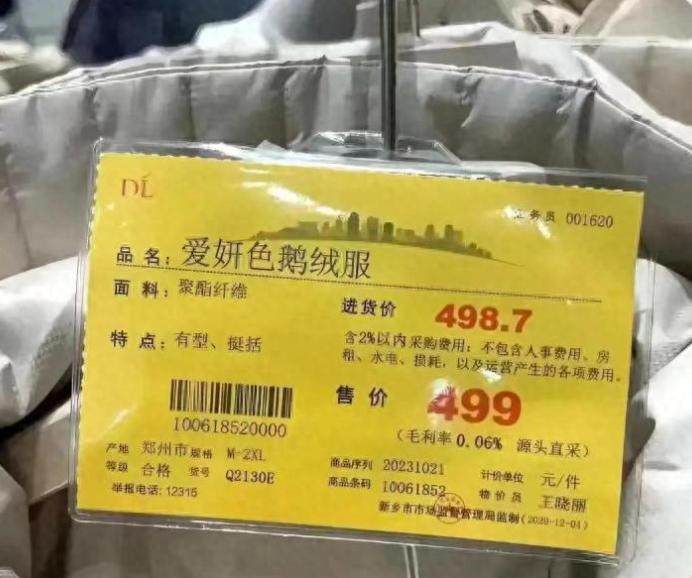 DL
务员 001620
品名：爱妍色鹅绒服
面料：聚酯纤维
进货价 498.7
特点：有型、挺括
含2%以内采购费用；不包含人事费用、房
租、水电、损耗，以及运营产生的各项费用。
售价 499
（毛利率0.06% 源头直采）
100618520000
产地 郑州市 规格 M-2XL
等级 合格 货号 Q2130E
商品序列 20231021 计价单位 元/件
商品条码 10061852 物价员 王晓丽
举报电话: 12315
新乡市市场监督管理局监制(2020-12-04)